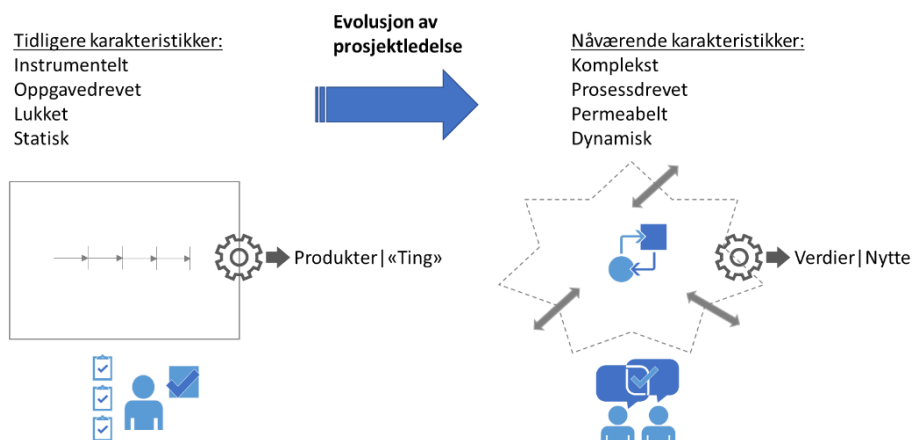 Tidligere karakteristikker:
Instrumentelt
Oppgavedrevet
Lukket
Statisk
Evolusjon av
prosjektledelse
Nåværende karakteristikker:
Komplekst
Prosessdrevet
Permeabelt
Dynamisk
Produkter|«Ting»
Verdier|Nytte